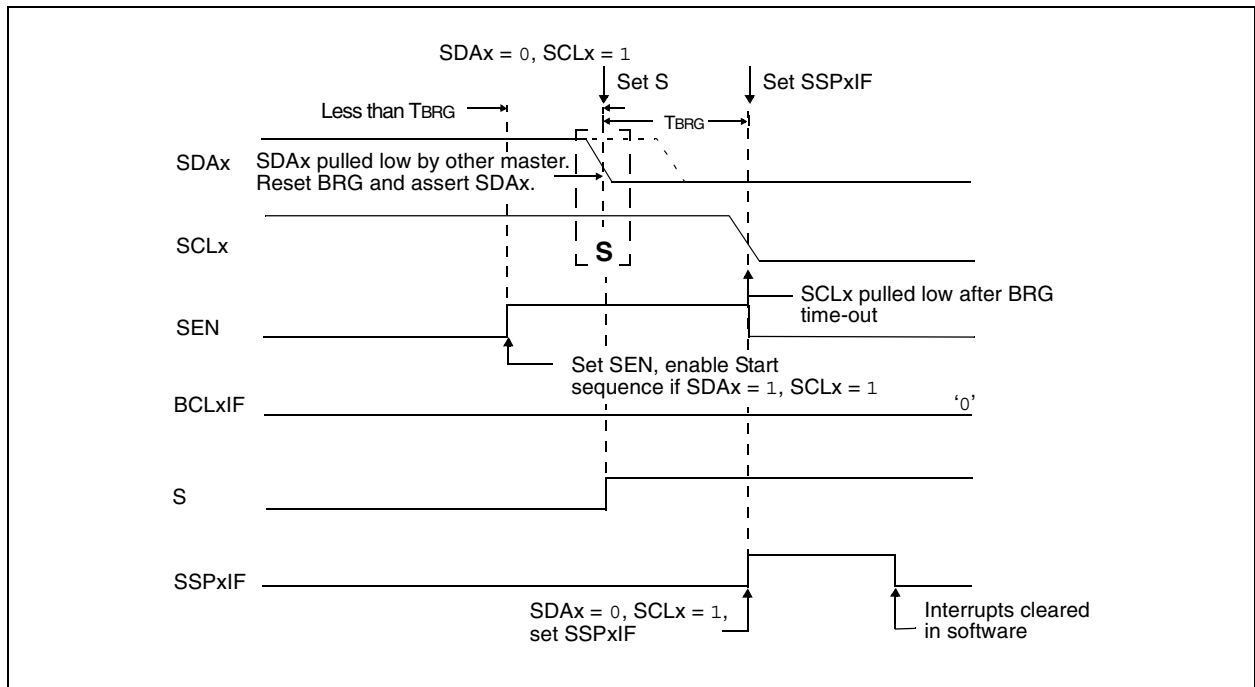 SDAx = 0, SCLx = 1
Set S
Set SSPxIF
Less than TBRG
TBRG
SDAx
SDAx pulled low by other master.
Reset BRG and assert SDAx.
SCLx
S
SCLx pulled low after BRG
time-out
SEN
Set SEN, enable Start
sequence if SDAx = 1, SCLx = 1
BCLxIF
‘0’
S
SSPxIF
SDAx = 0, SCLx = 1,
set SSPxIF
Interrupts cleared
in software